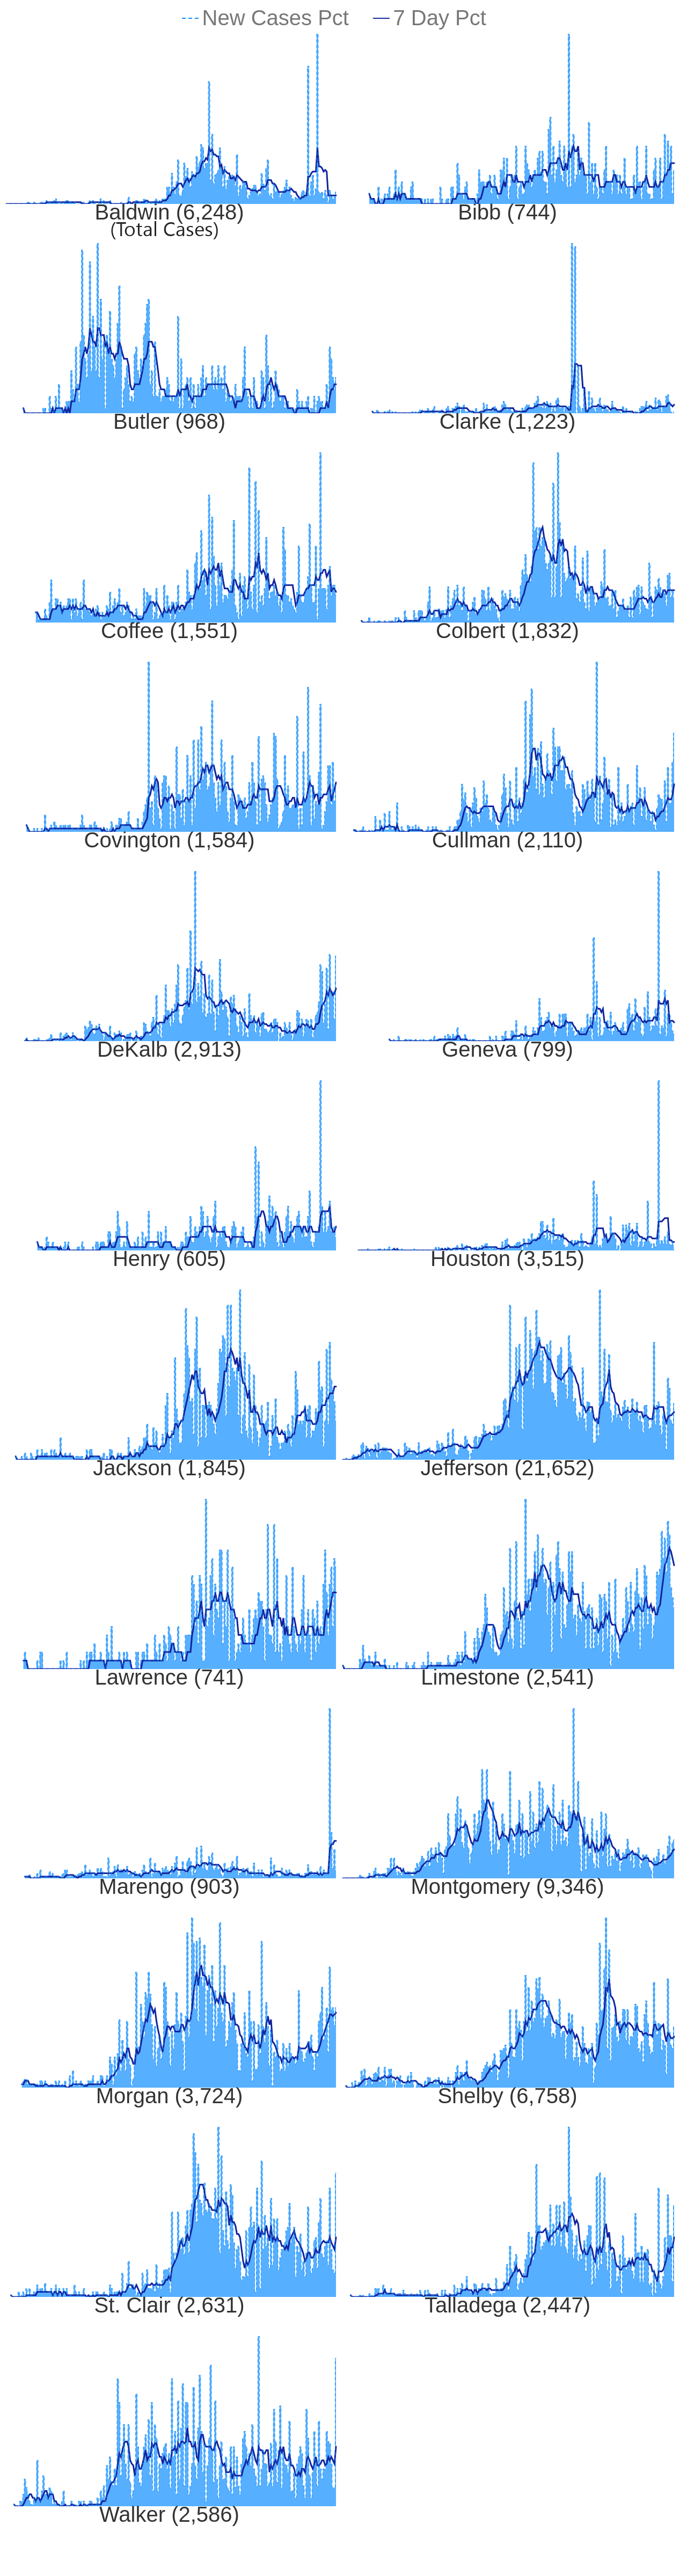 New Cases Pct 7 Day Pct
Baldwin (6,248) Bibb (744)
(Total Cases)
Butler (968) Clarke (1,223)
Coffee (1,551) Colbert (1,832)
Covington (1,584) Cullman (2,110)
DeKalb (2,913) Geneva (799)
Henry (605) Houston (3,515)
Jackson (1,845) Jefferson (21,652)
Lawrence (741) Limestone (2,541)
Marengo (903) Montgomery (9,346)
Morgan (3,724) Shelby (6,758)
St. Clair (2,631) Talladega (2,447)
Walker (2,586)